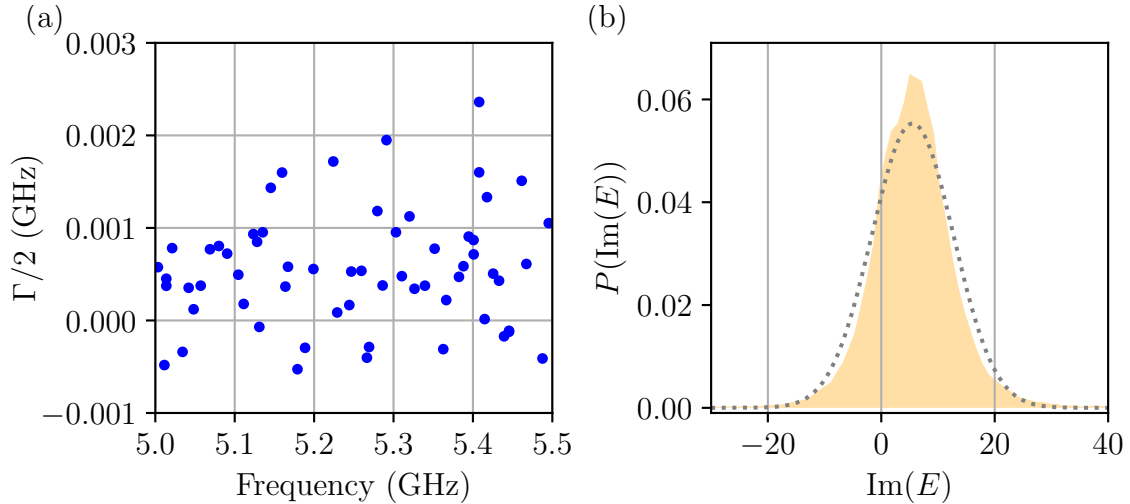 (a)
0.003
0.002
0.001
0.000
−0.001
Γ/2 (GHz)
5.0 5.1 5.2 5.3 5.4 5.5
Frequency (GHz)
(b)
0.06
0.04
0.02
0.00
P(Im(E))
−20 0 20 40
Im(E)